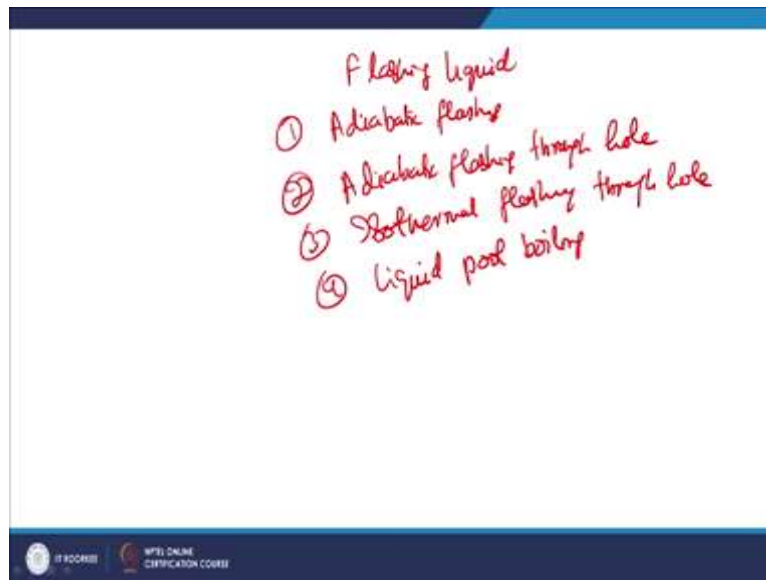 Flashing liquid
① Adiabatic flashing
② Adiabatic flashing through hole
③ Isothermal flashing through hole
④ Liquid pool boiling
IIT ROORKEE
NPTEL ONLINE
CERTIFICATION COURSE